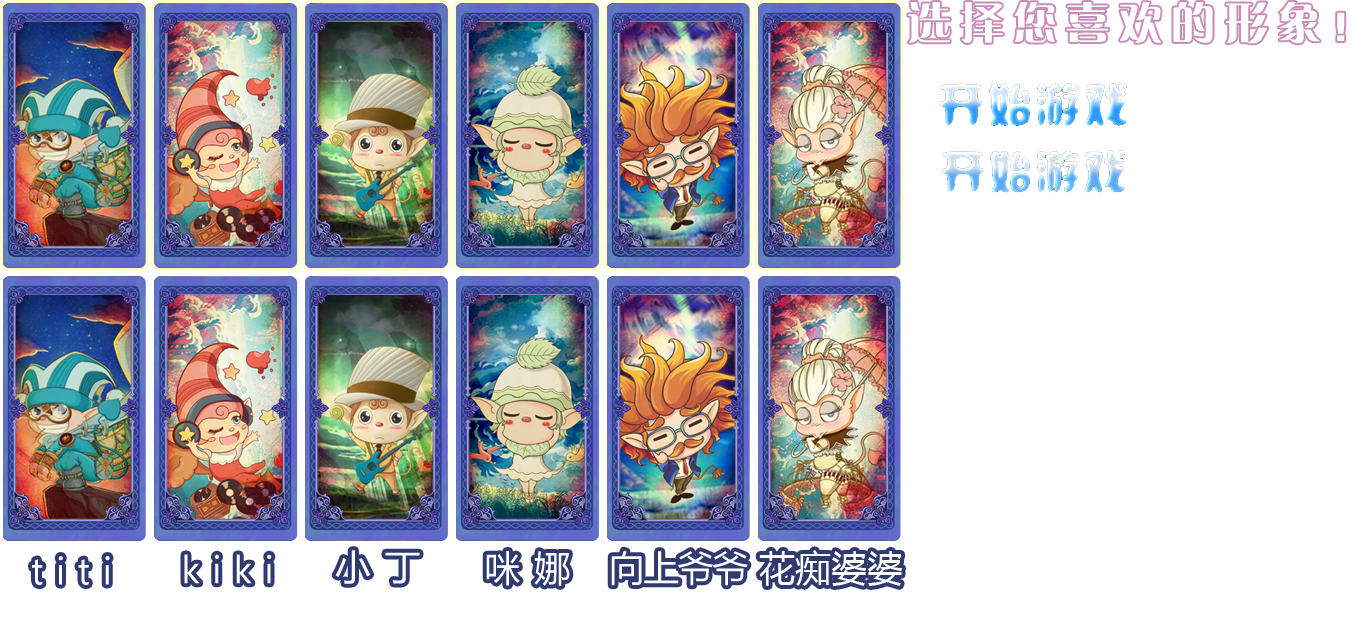 选择您喜欢的形象!
开始游戏
开始游戏
titi
kiki
小丁
咪娜
向上爷爷
花痴婆婆